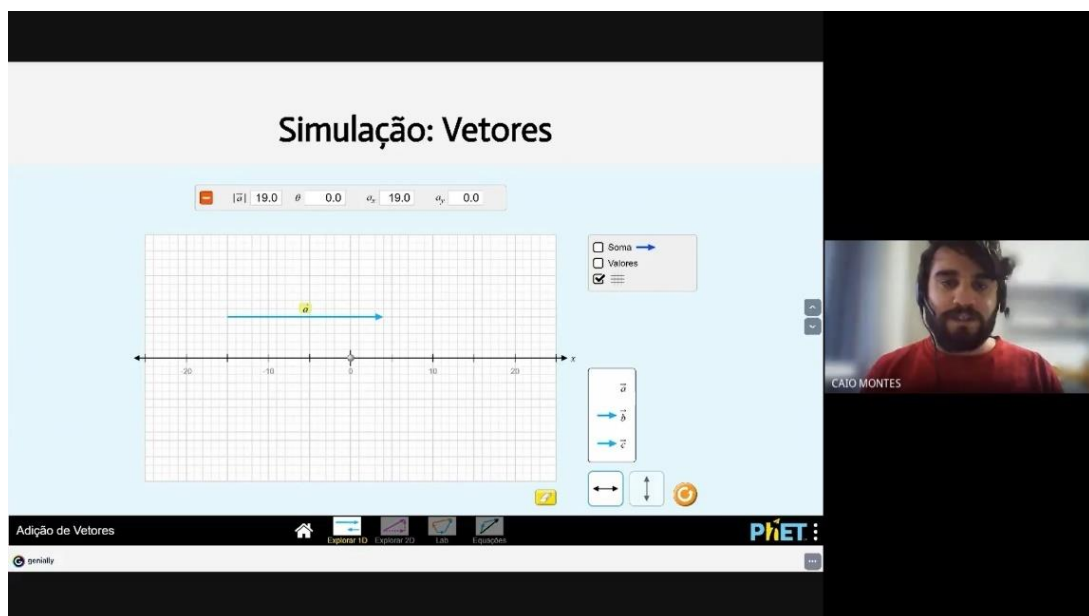 Simulação: Vetores
|a⃗| 19.0 θ 0.0 aₓ 19.0 aᵧ 0.0
Soma
Valores
a⃗
-20 -10 0 10 20 x
a⃗
b⃗
c⃗
CAIO MONTES
Adição de Vetores
Explorar 1D Explorar 2D Lab Equações
PhET
genially